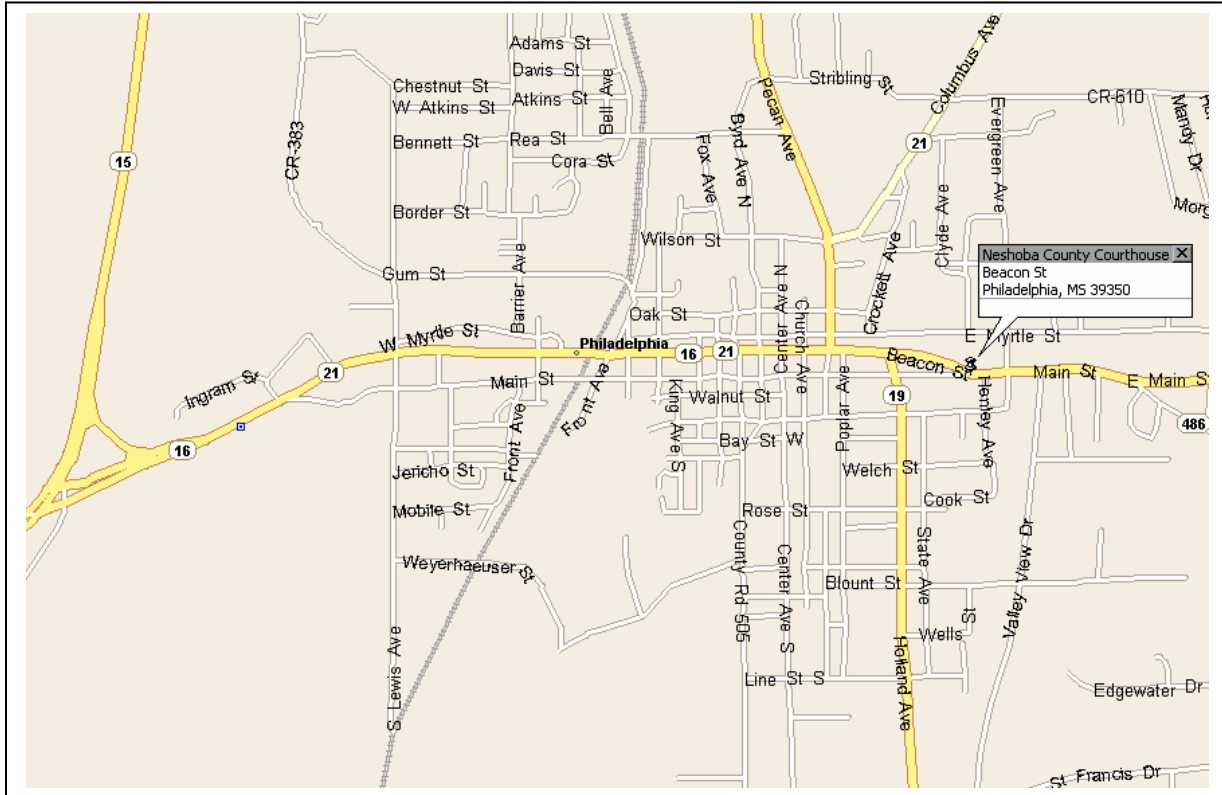 Adams St
Davis St
Chestnut St
W Atkins St
Atkins St
Bell Ave
Bennett St
Rea St
Cora St
CR-383
15
Border St
Barrier Ave
Gum St
Pecan Ave
Stribling St
Columbus Ave
21
CR-610
Evergreen Ave
Mandy Dr
Fox Ave
Byrd Ave N
Wilson St
Clyde Ave
Crockett Ave
Neshoba County Courthouse
Beacon St
Philadelphia, MS 39350
Oak St
Center Ave N
Church Ave
E Myrtle St
W Myrtle St
Philadelphia
16
21
Beacon St
Main St
E Main St
486
21
Ingram St
16
Main St
Front Ave
Front Ave
King Ave S
Walnut St
Bay St W
Poplar Ave
19
Henley Ave
Jericho St
Mobile St
Welch St
Cook St
Rose St
Weyerhaeuser St
County Rd 505
Center Ave S
Blount St
State Ave
Valley View Dr
St
Wells
S Lewis Ave
Line St S
Holland Ave
Edgewater Dr
St Francis Dr